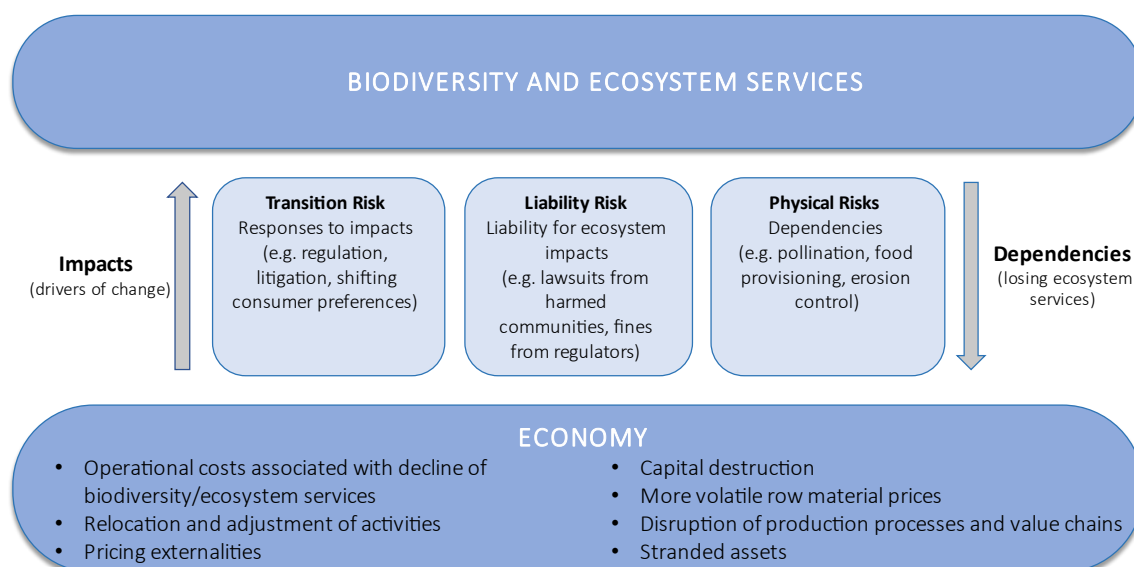 BIODIVERSITY AND ECOSYSTEM SERVICES
Impacts
(drivers of change)
Transition Risk
Responses to impacts
(e.g. regulation,
litigation, shifting
consumer preferences)
Liability Risk
Liability for ecosystem
impacts
(e.g. lawsuits from
harmed
communities, fines
from regulators)
Physical Risks
Dependencies
(e.g. pollination, food
provisioning, erosion
control)
Dependencies
(losing ecosystem
services)
ECONOMY
• Operational costs associated with decline of
biodiversity/ecosystem services
• Relocation and adjustment of activities
• Pricing externalities
• Capital destruction
• More volatile row material prices
• Disruption of production processes and value chains
• Stranded assets